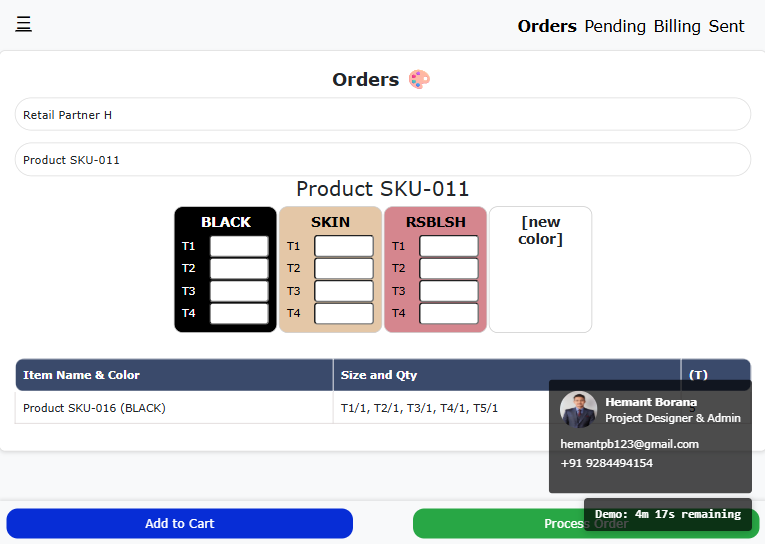 Orders Pending Billing Sent
Orders
Retail Partner H
Product SKU-011
Product SKU-011
BLACK SKIN RSBLSH [new color]
T1 T1 T1
T2 T2 T2
T3 T3 T3
T4 T4 T4
Item Name & Color Size and Qty (T)
Product SKU-016 (BLACK) T1/1, T2/1, T3/1, T4/1, T5/1 5
Hemant Borana
Project Designer & Admin
hemantpb123@gmail.com
+91 9284494154
Demo: 4m 17s remaining
Add to Cart Process Order